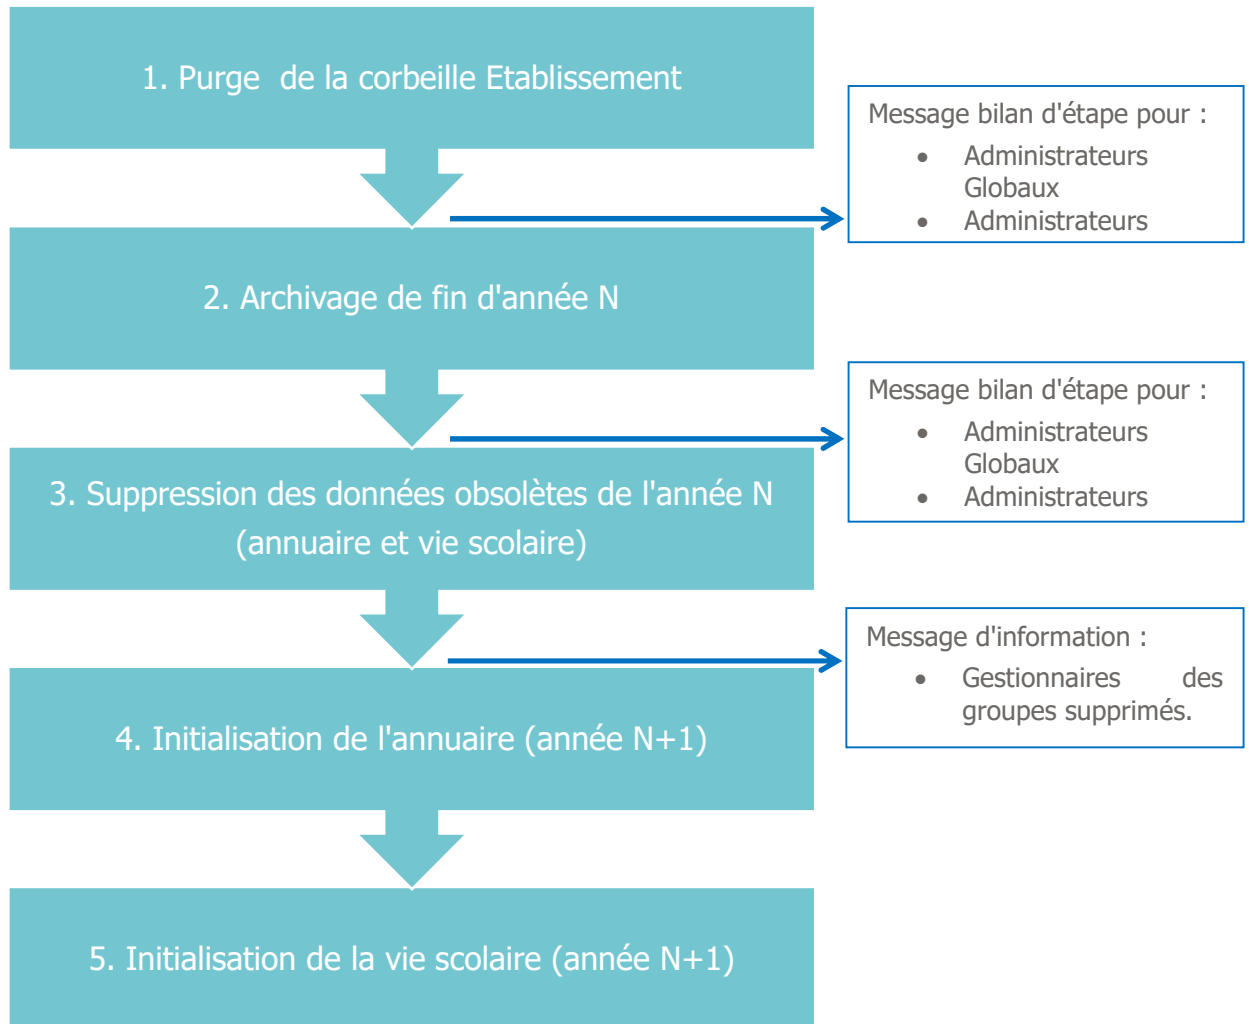 1. Purge de la corbeille Etablissement
Message bilan d'étape pour :
• Administrateurs
Globaux
• Administrateurs
2. Archivage de fin d'année N
Message bilan d'étape pour :
• Administrateurs
Globaux
• Administrateurs
3. Suppression des données obsolètes de l'année N
(annuaire et vie scolaire)
Message d'information :
• Gestionnaires des
groupes supprimés.
4. Initialisation de l'annuaire (année N+1)
5. Initialisation de la vie scolaire (année N+1)